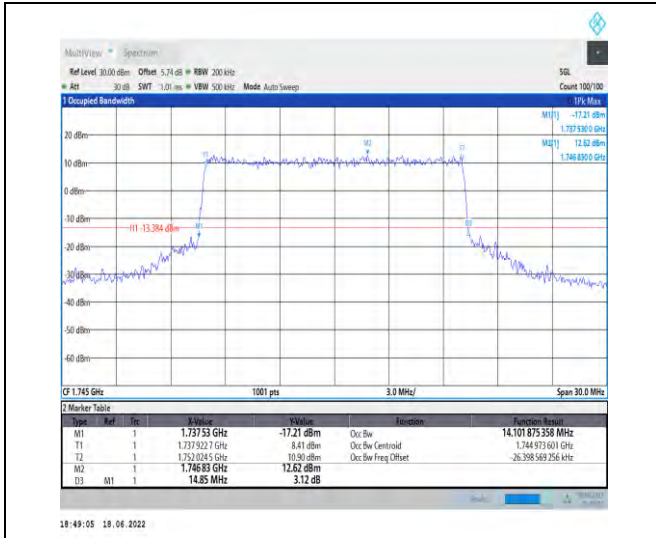 MultiView Spectrum
Ref Level 30.00 dBm Offset 5.74 dB RBW 200 kHz SGL
Att 30 dB SWT 1.01 ms VBW 500 kHz Mode Auto Sweep Count 100/100
1 Occupied Bandwidth 1Pk Max
M1[1] -17.21 dBm
1.737 530 0 GHz
M2[1] 12.62 dBm
1.746 830 0 GHz
20 dBm
M2
T1
T2
10 dBm
0 dBm
-10 dBm
H1 -13.384 dBm M1
D3
-20 dBm
-30 dBm
-40 dBm
-50 dBm
-60 dBm
CF 1.745 GHz 1001 pts 3.0 MHz/ Span 30.0 MHz
2 Marker Table
Type Ref Trc X-Value Y-Value Function Function Result
M1 1 1.737 53 GHz -17.21 dBm Occ Bw 14.101 875 358 MHz
T1 1 1.737 922 7 GHz 8.41 dBm Occ Bw Centroid 1.744 973 601 GHz
T2 1 1.752 024 5 GHz 10.90 dBm Occ Bw Freq Offset -26.398 569 256 kHz
M2 1 1.746 83 GHz 12.62 dBm
D3 M1 1 14.85 MHz 3.12 dB
18:49:05 18.06.2022